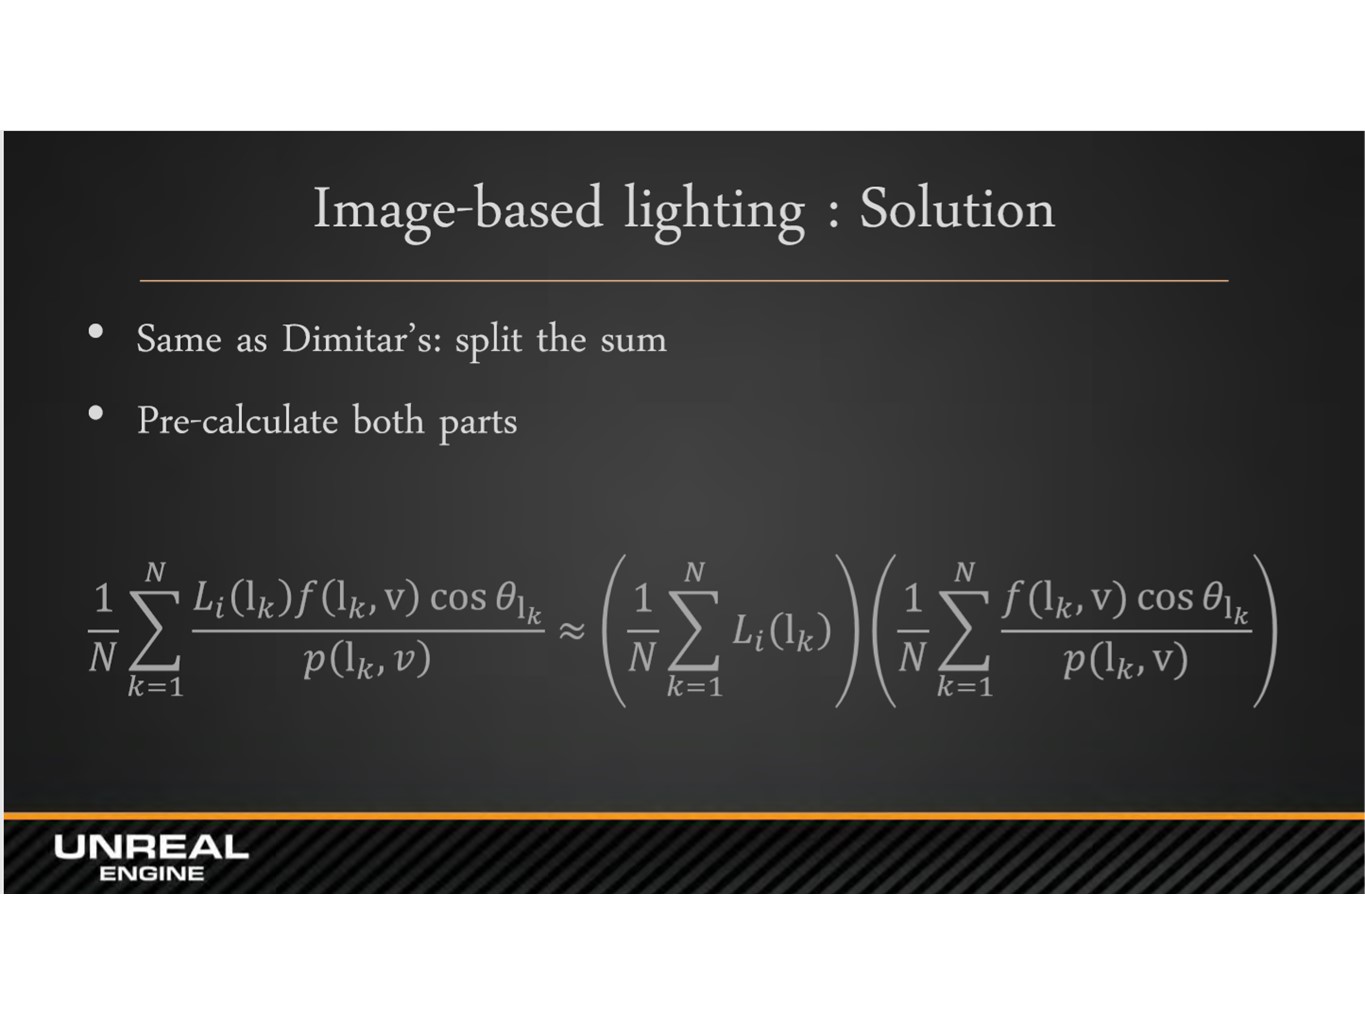 Image-based lighting : Solution
• Same as Dimitar's: split the sum
• Pre-calculate both parts
$$\frac{1}{N}\sum_{k=1}^{N}\frac{L_i(\mathrm{l}_k)f(\mathrm{l}_k,\mathrm{v})\cos\theta_{\mathrm{l}_k}}{p(\mathrm{l}_k,v)}\approx\left(\frac{1}{N}\sum_{k=1}^{N}L_i(\mathrm{l}_k)\right)\left(\frac{1}{N}\sum_{k=1}^{N}\frac{f(\mathrm{l}_k,\mathrm{v})\cos\theta_{\mathrm{l}_k}}{p(\mathrm{l}_k,\mathrm{v})}\right)$$
UNREAL
ENGINE